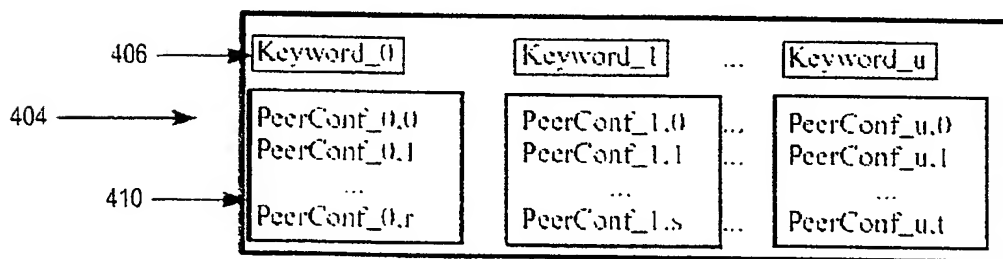 406 Keyword_0 Keyword_1 ... Keyword_u
404 PeerConf_0.0 PeerConf_1.0 ... PeerConf_u.0
PeerConf_0.1 PeerConf_1.1 ... PeerConf_u.1
410 ... ... ...
PeerConf_0.r PeerConf_1.s ... PeerConf_u.t